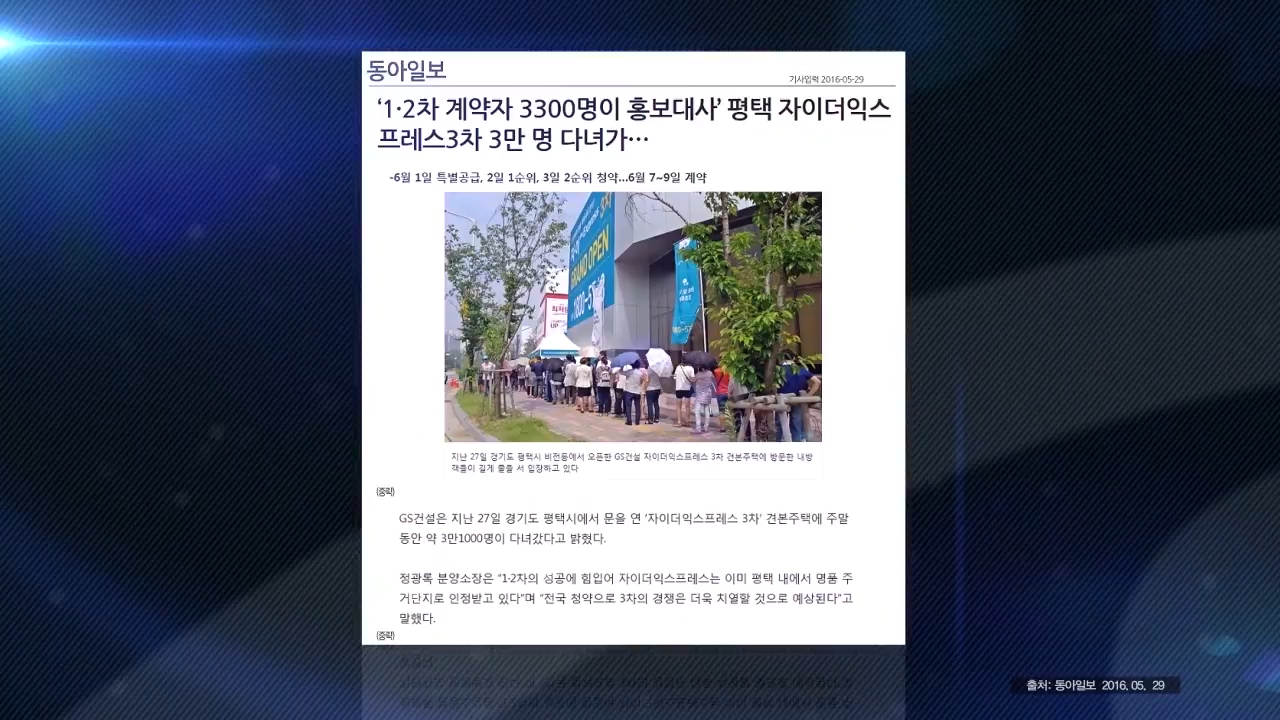 동아일보
기사입력 2016-05-29
‘1·2차 계약자 3300명이 홍보대사’ 평택 자이더익스
프레스3차 3만 명 다녀가…
-6월 1일 특별공급, 2일 1순위, 3일 2순위 청약...6월 7~9일 계약
3차
GRAND OPEN
1800-5
UP
지난 27일 경기도 평택시 비전동에서 오픈한 GS건설 자이더익스프레스 3차 견본주택에 방문한 내방
객들이 길게 줄을 서 입장하고 있다
(중략)
GS건설은 지난 27일 경기도 평택시에서 문을 연 '자이더익스프레스 3차' 견본주택에 주말
동안 약 3만1000명이 다녀갔다고 밝혔다.
정광록 분양소장은 “1·2차의 성공에 힘입어 자이더익스프레스는 이미 평택 내에서 명품 주
거단지로 인정받고 있다”며 “전국 청약으로 3차의 경쟁은 더욱 치열할 것으로 예상된다”고
말했다.
(중략)
출처: 동아일보 2016. 05. 29